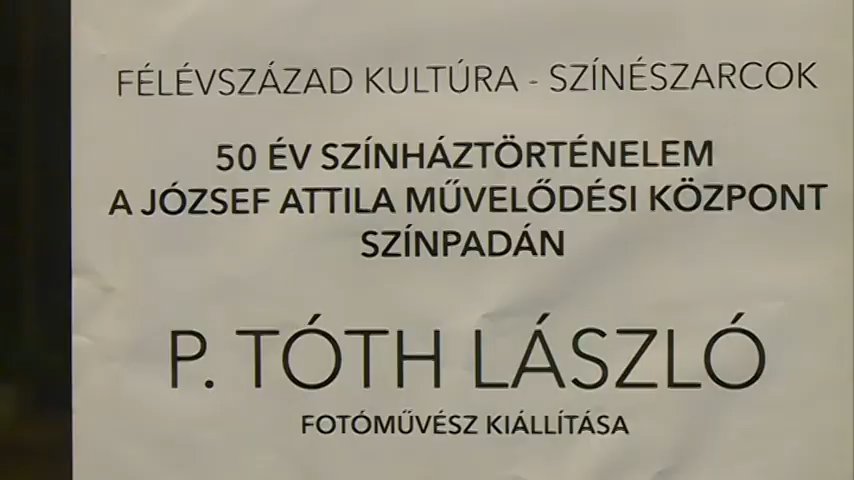 FÉLÉVSZÁZAD KULTÚRA - SZÍNÉSZARCOK
50 ÉV SZÍNHÁZTÖRTÉNELEM
A JÓZSEF ATTILA MŰVELŐDÉSI KÖZPONT
SZÍNPADÁN
P. TÓTH LÁSZLÓ
FOTÓMŰVÉSZ KIÁLLÍTÁSA